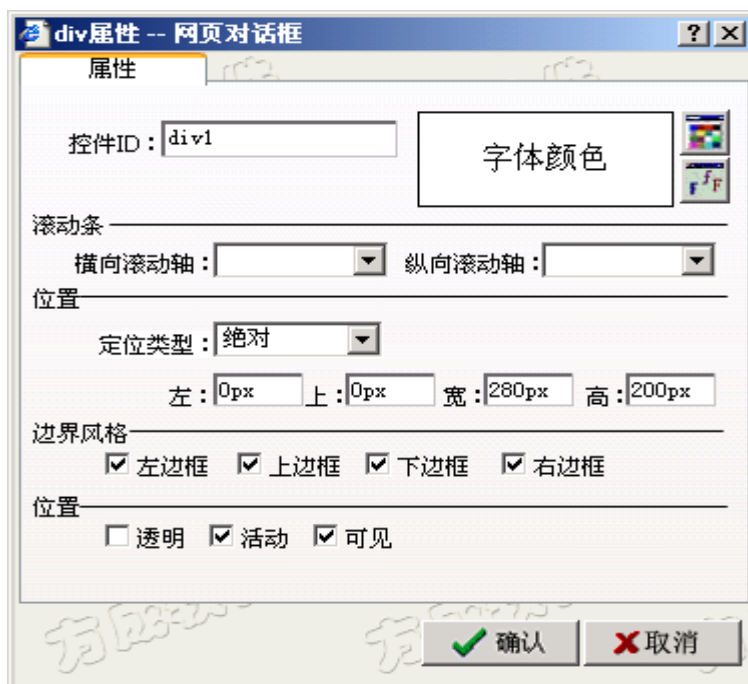 div属性 -- 网页对话框
属性
控件ID：div1
字体颜色
滚动条
横向滚动轴： 纵向滚动轴：
位置
定位类型：绝对
左：0px 上：0px 宽：280px 高：200px
边界风格
左边框 上边框 下边框 右边框
位置
透明 活动 可见
确认 取消